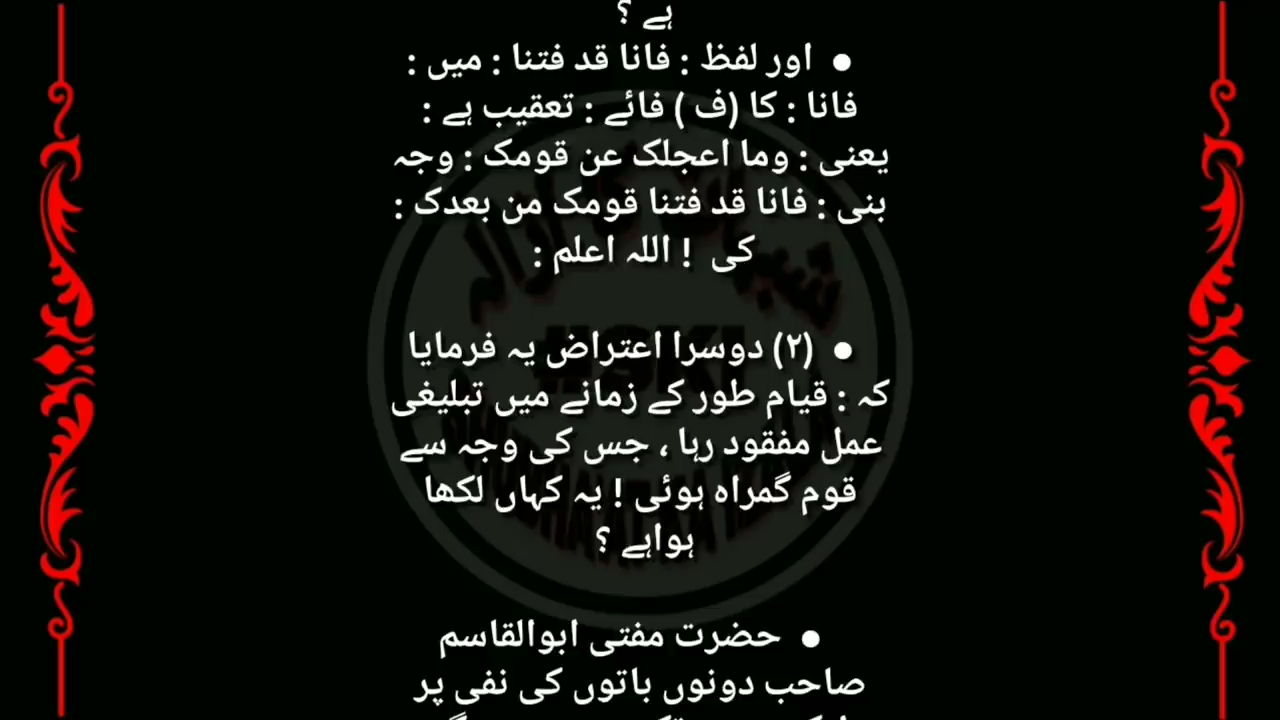 ہے ؟
● اور لفظ : فانا قد فتنا : میں :
فانا : کا (ف ) فائے : تعقیب ہے :
یعنی : وما اعجلک عن قومک : وجہ
بنی : فانا قد فتنا قومک من بعدک :
کی ! اللہ اعلم :
● (۲) دوسرا اعتراض یہ فرمایا
کہ : قیام طور کے زمانے میں تبلیغی
عمل مفقود رہا ، جس کی وجہ سے
قوم گمراہ ہوئی ! یہ کہاں لکھا
ہواہے ؟
● حضرت مفتی ابوالقاسم
صاحب دونوں باتوں کی نفی پر